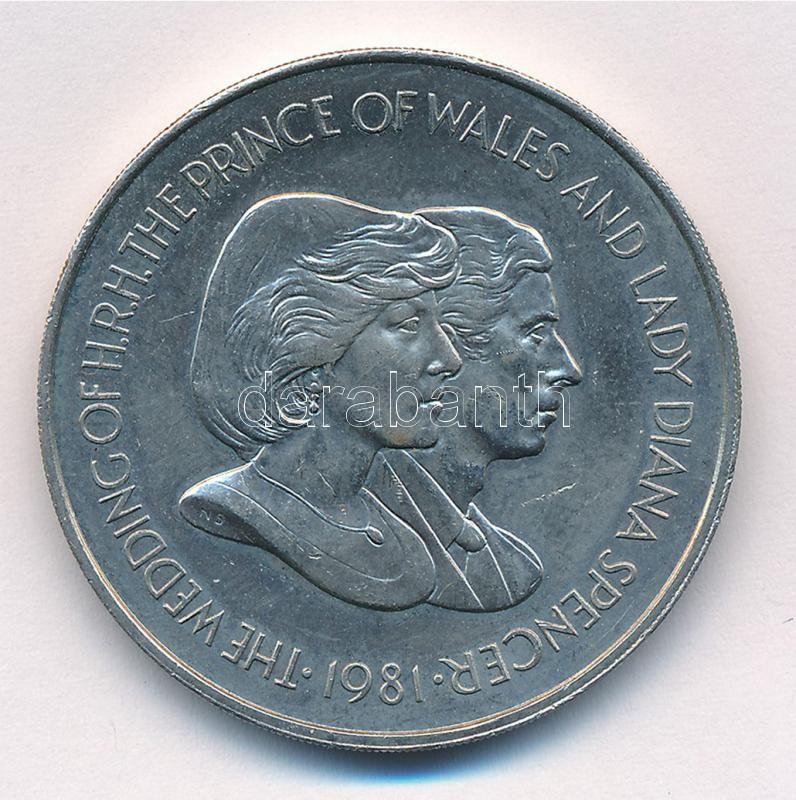 THE WEDDING OF H.R.H. THE PRINCE OF WALES AND LADY DIANA SPENCER · 1981 ·
darabanth